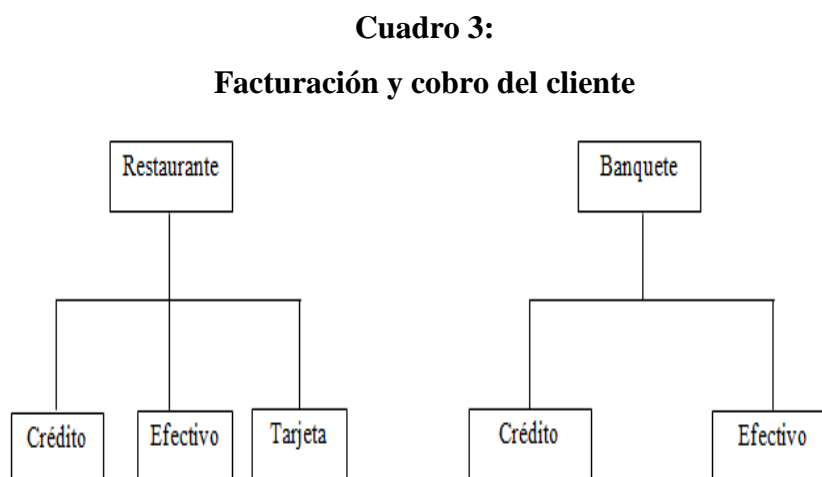 Cuadro 3:
Facturación y cobro del cliente
Restaurante
Banquete
Crédito
Efectivo
Tarjeta
Crédito
Efectivo